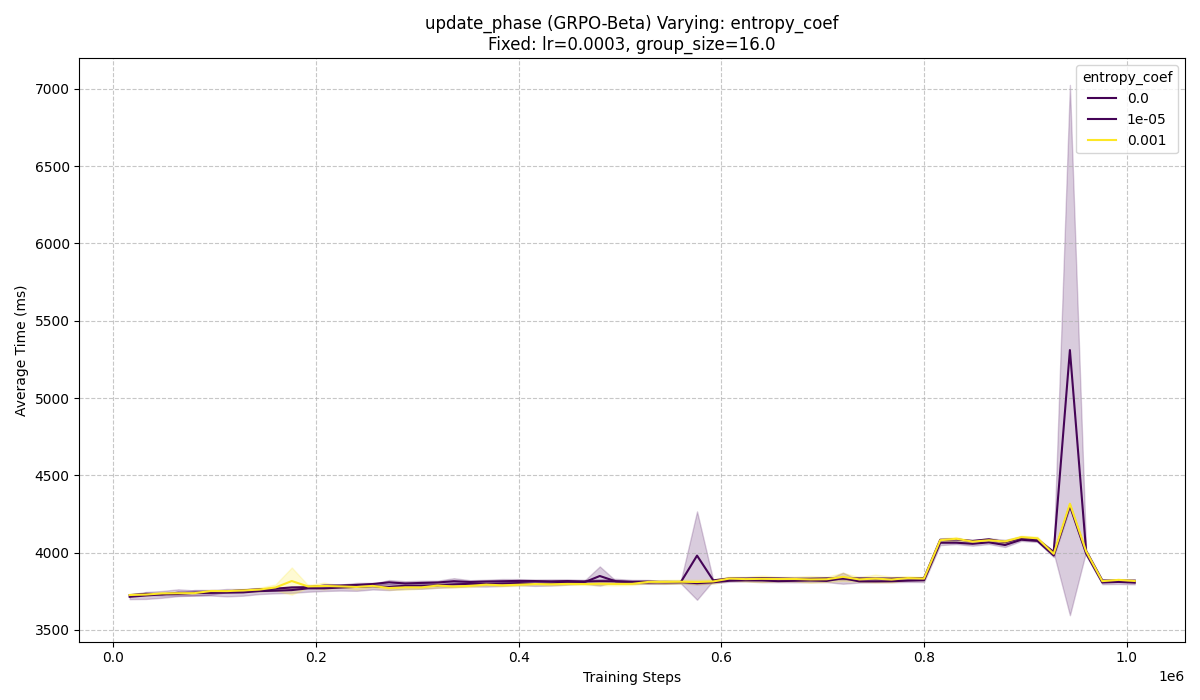 update_phase (GRPO-Beta) Varying: entropy_coef
Fixed: lr=0.0003, group_size=16.0
entropy_coef
0.0
1e-05
0.001
Average Time (ms)
7000
6500
6000
5500
5000
4500
4000
3500
0.0
0.2
0.4
0.6
0.8
1.0
1e6
Training Steps